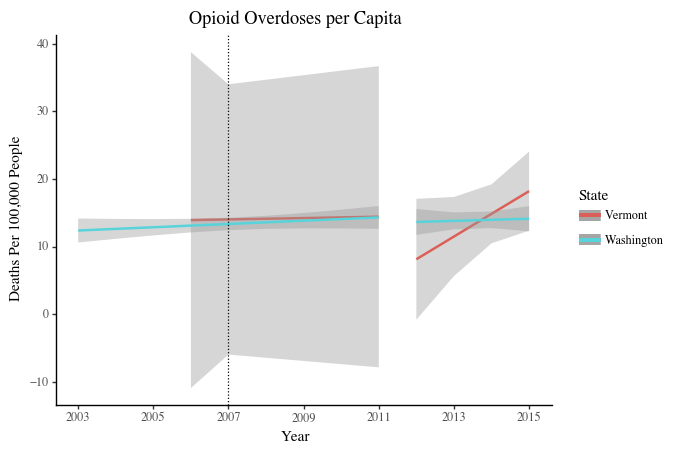 Opioid Overdoses per Capita
Deaths Per 100,000 People
40
30
20
10
0
−10
2003
2005
2007
2009
2011
2013
2015
Year
State
Vermont
Washington